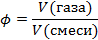 ϕ = V(газа) / V(смеси)